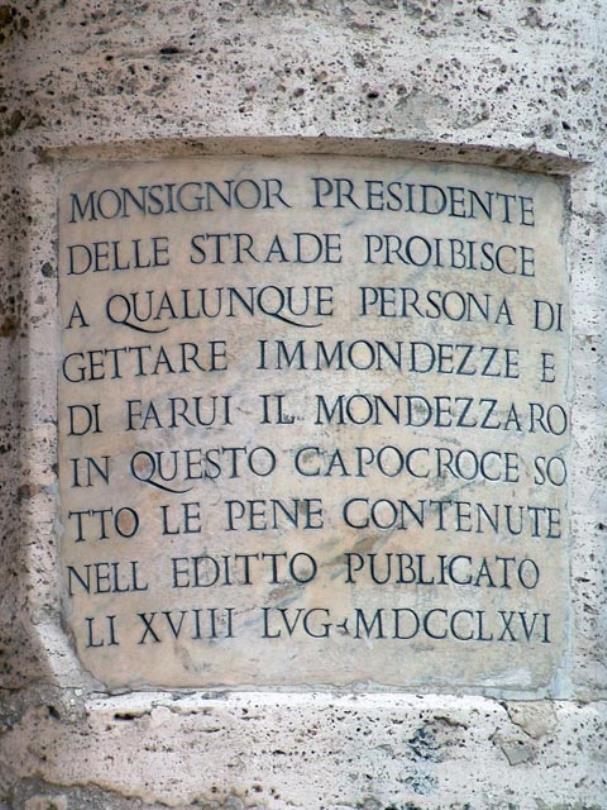 MONSIGNOR PRESIDENTE
DELLE STRADE PROIBISCE
A QUALUNQUE PERSONA DI
GETTARE IMMONDEZZE E
DI FARUI IL MONDEZZARO
IN QUESTO CAPOCROCE SO
TTO LE PENE CONTENUTE
NELL EDITTO PUBLICATO
LI XVIII LVG MDCCLXVI